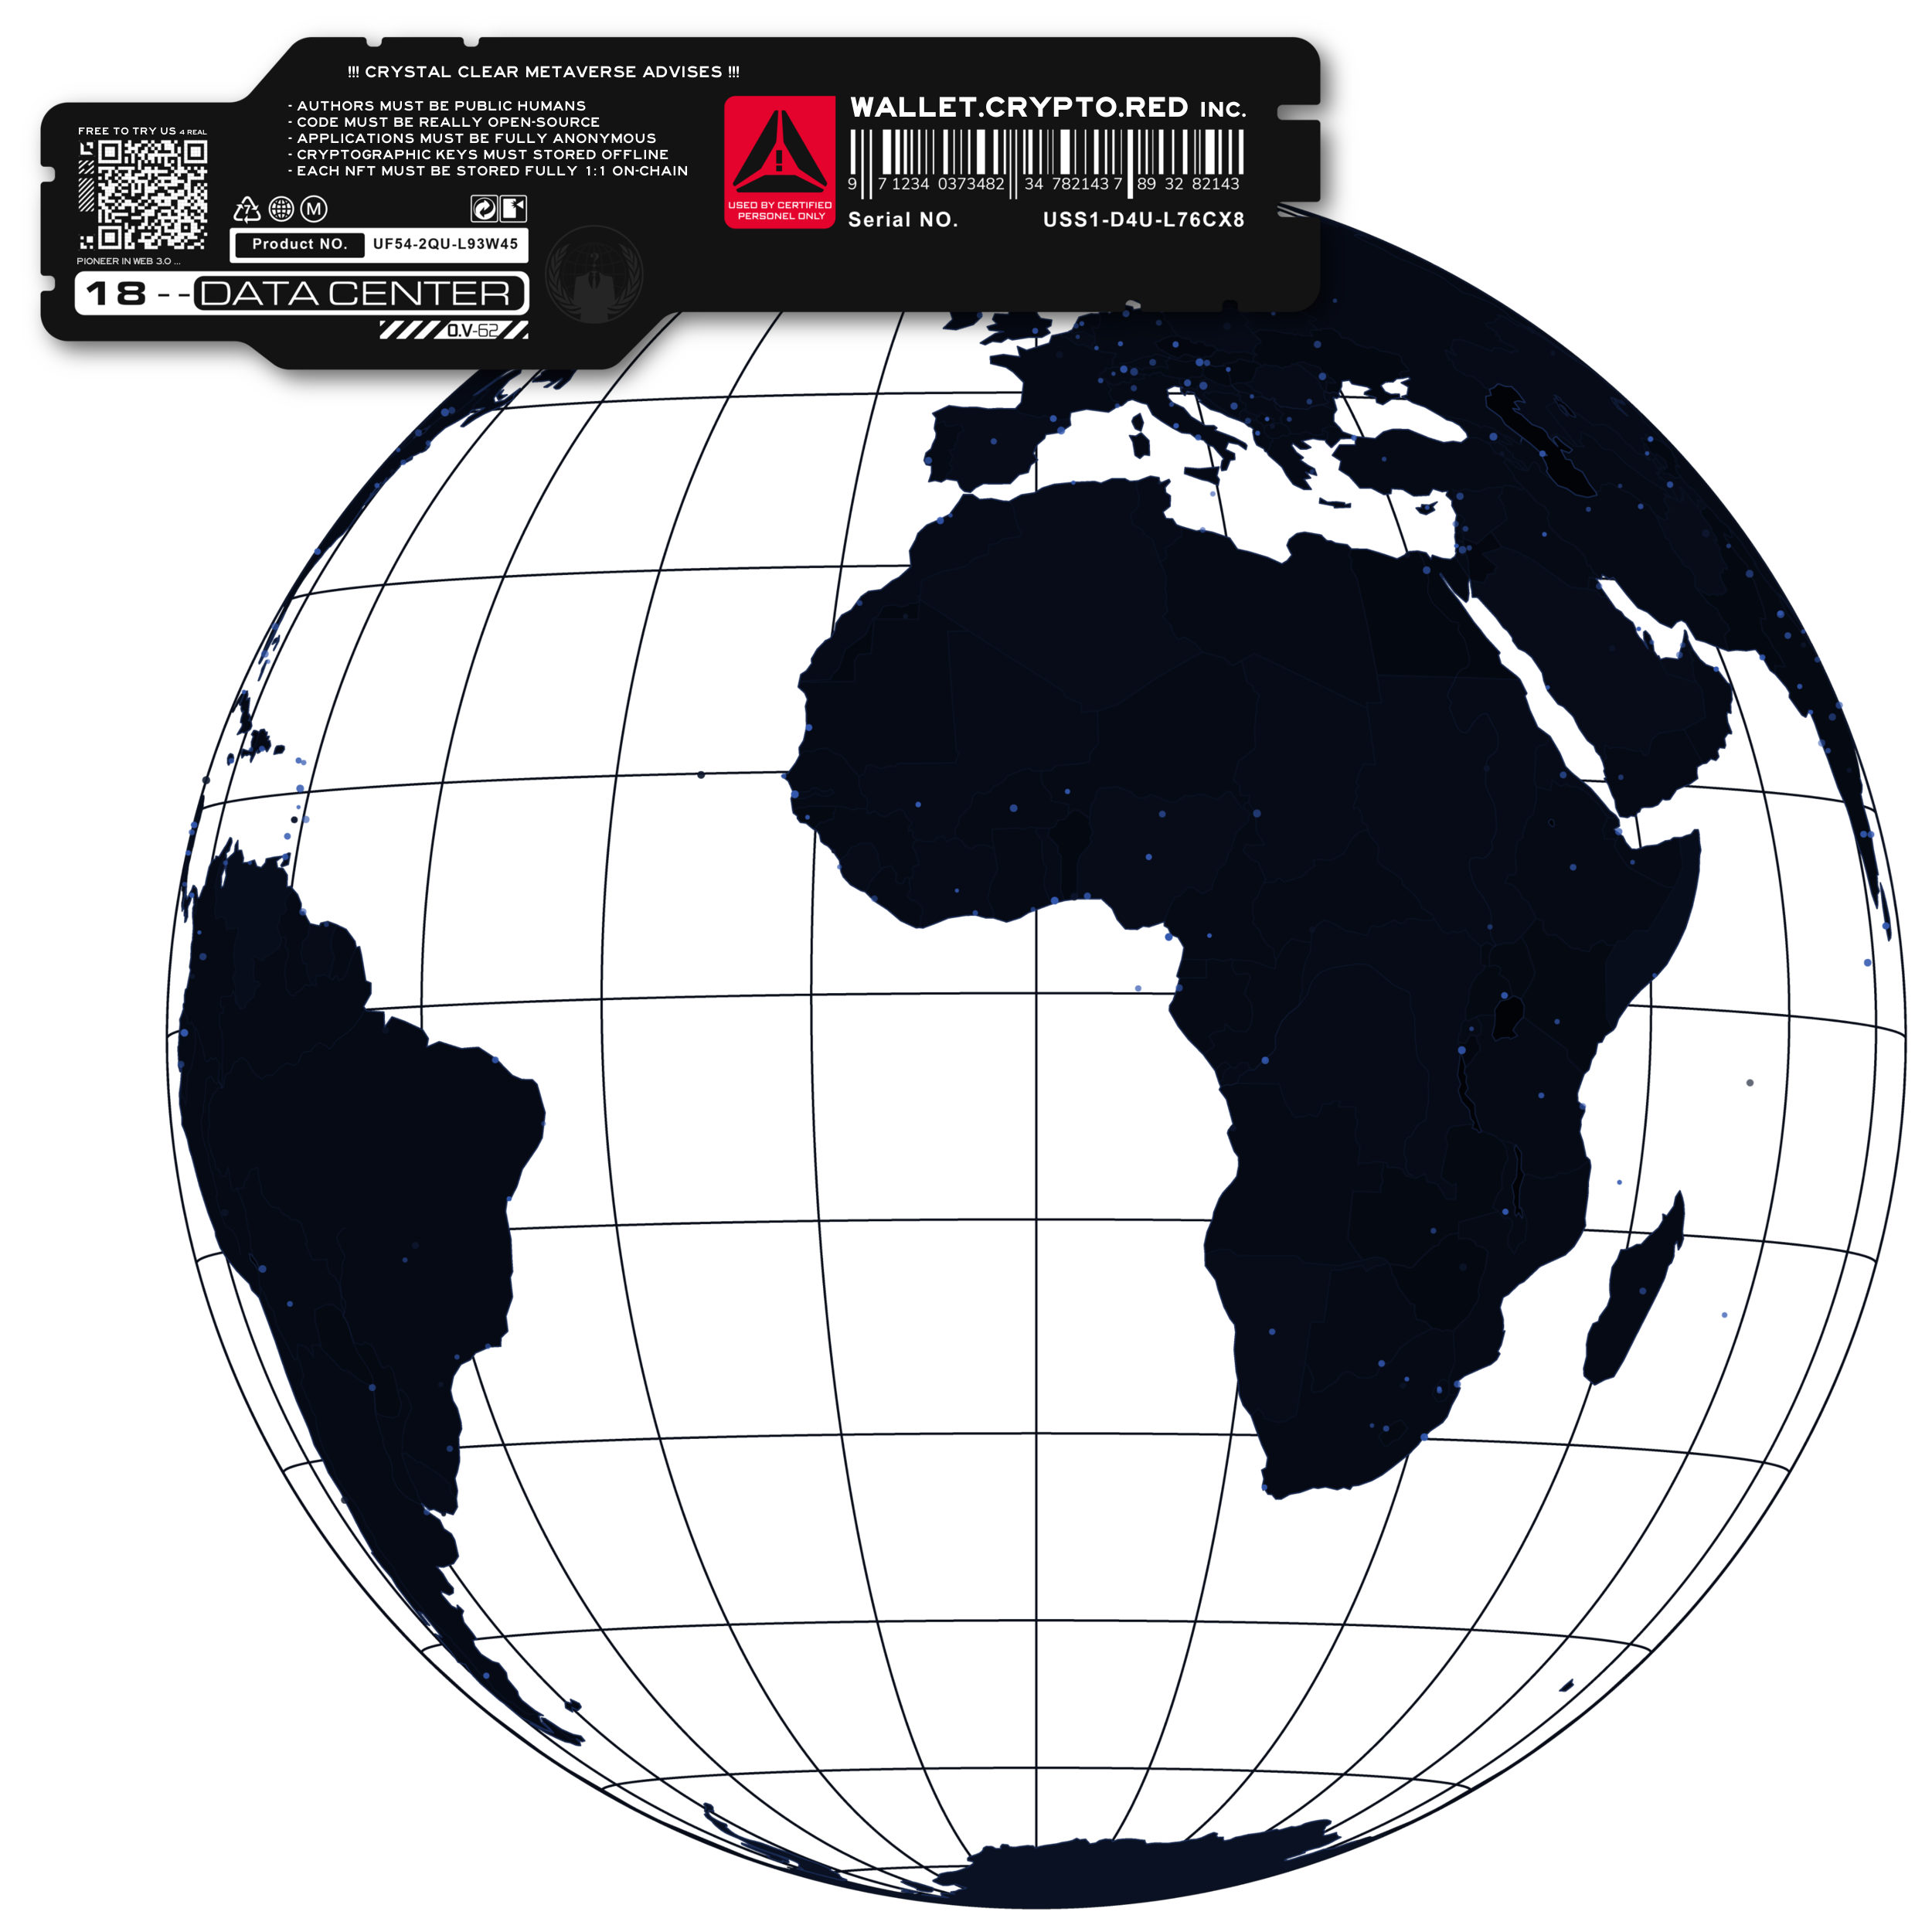 !!! CRYSTAL CLEAR METAVERSE ADVISES !!!
- AUTHORS MUST BE PUBLIC HUMANS
- CODE MUST BE REALLY OPEN-SOURCE
- APPLICATIONS MUST BE FULLY ANONYMOUS
- CRYPTOGRAPHIC KEYS MUST STORED OFFLINE
- EACH NFT MUST BE STORED FULLY 1:1 ON-CHAIN
FREE TO TRY US 4 REAL
PIONEER IN WEB 3.0 ...
7
M
Product NO. UF54-2QU-L93W45
18--DATA CENTER
O.V-62
USED BY CERTIFIED
PERSONEL ONLY
WALLET.CRYPTO.RED INC.
9 7 1234 0373482 34 782143 7 89 32 82143
Serial NO. USS1-D4U-L76CX8